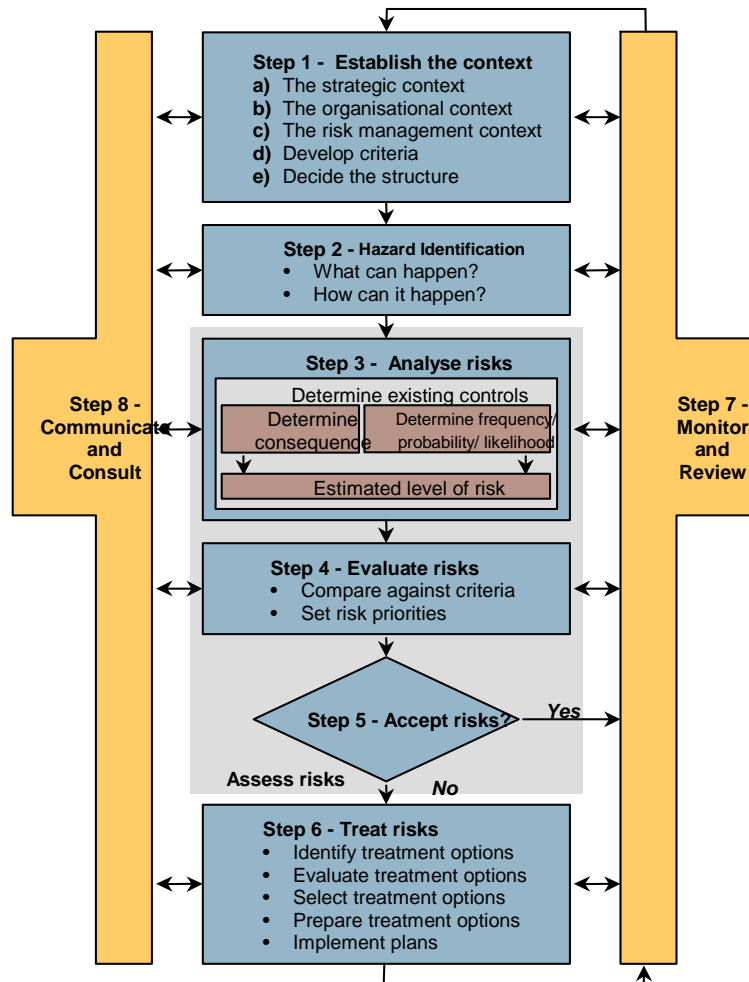 Step 1 - Establish the context
a) The strategic context
b) The organisational context
c) The risk management context
d) Develop criteria
e) Decide the structure
Step 2 - Hazard Identification
• What can happen?
• How can it happen?
Step 3 - Analyse risks
Determine existing controls
Determine
consequence
Determine frequency/
probability/ likelihood
Estimated level of risk
Step 8 -
Communicate
and
Consult
Step 7 -
Monitor
and
Review
Step 4 - Evaluate risks
• Compare against criteria
• Set risk priorities
Step 5 - Accept risks?
Yes
Assess risks
No
Step 6 - Treat risks
• Identify treatment options
• Evaluate treatment options
• Select treatment options
• Prepare treatment options
• Implement plans